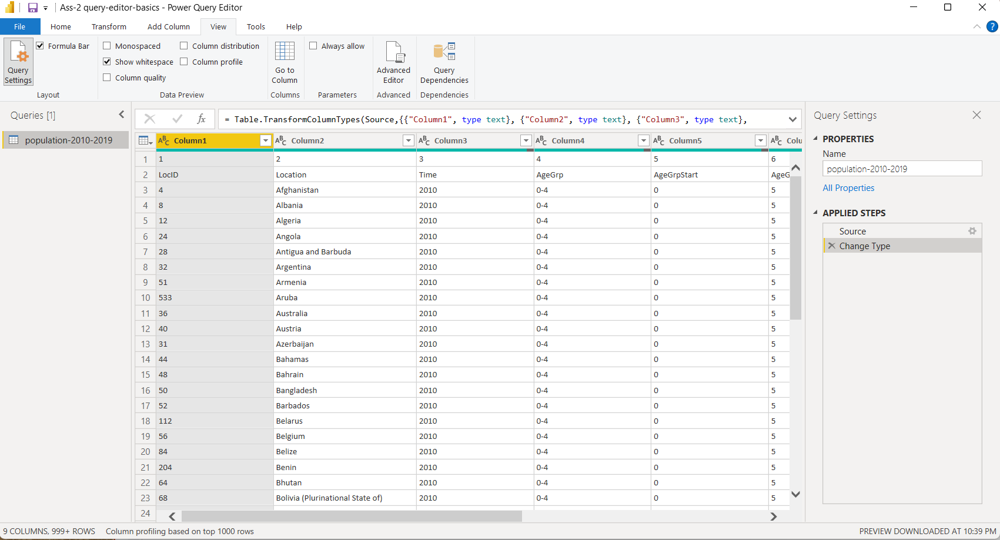 Ass-2 query-editor-basics - Power Query Editor
File Home Transform Add Column View Tools Help
Query Settings
Formula Bar
Layout
Monospaced
Show whitespace
Column quality
Column distribution
Column profile
Data Preview
Go to Column
Columns
Always allow
Parameters
Advanced Editor
Advanced
Query Dependencies
Dependencies
Queries [1]
population-2010-2019
fx
= Table.TransformColumnTypes(Source,{{"Column1", type text}, {"Column2", type text}, {"Column3", type text},
ABC Column1 ABC Column2 ABC Column3 ABC Column4 ABC Column5 ABC Colu
1 1 2 3 4 5 6
2 LocID Location Time AgeGrp AgeGrpStart AgeG
3 4 Afghanistan 2010 0-4 0 5
4 8 Albania 2010 0-4 0 5
5 12 Algeria 2010 0-4 0 5
6 24 Angola 2010 0-4 0 5
7 28 Antigua and Barbuda 2010 0-4 0 5
8 32 Argentina 2010 0-4 0 5
9 51 Armenia 2010 0-4 0 5
10 533 Aruba 2010 0-4 0 5
11 36 Australia 2010 0-4 0 5
12 40 Austria 2010 0-4 0 5
13 31 Azerbaijan 2010 0-4 0 5
14 44 Bahamas 2010 0-4 0 5
15 48 Bahrain 2010 0-4 0 5
16 50 Bangladesh 2010 0-4 0 5
17 52 Barbados 2010 0-4 0 5
18 112 Belarus 2010 0-4 0 5
19 56 Belgium 2010 0-4 0 5
20 84 Belize 2010 0-4 0 5
21 204 Benin 2010 0-4 0 5
22 64 Bhutan 2010 0-4 0 5
23 68 Bolivia (Plurinational State of) 2010 0-4 0 5
24
Query Settings
PROPERTIES
Name
population-2010-2019
All Properties
APPLIED STEPS
Source
Change Type
9 COLUMNS, 999+ ROWS Column profiling based on top 1000 rows
PREVIEW DOWNLOADED AT 10:39 PM